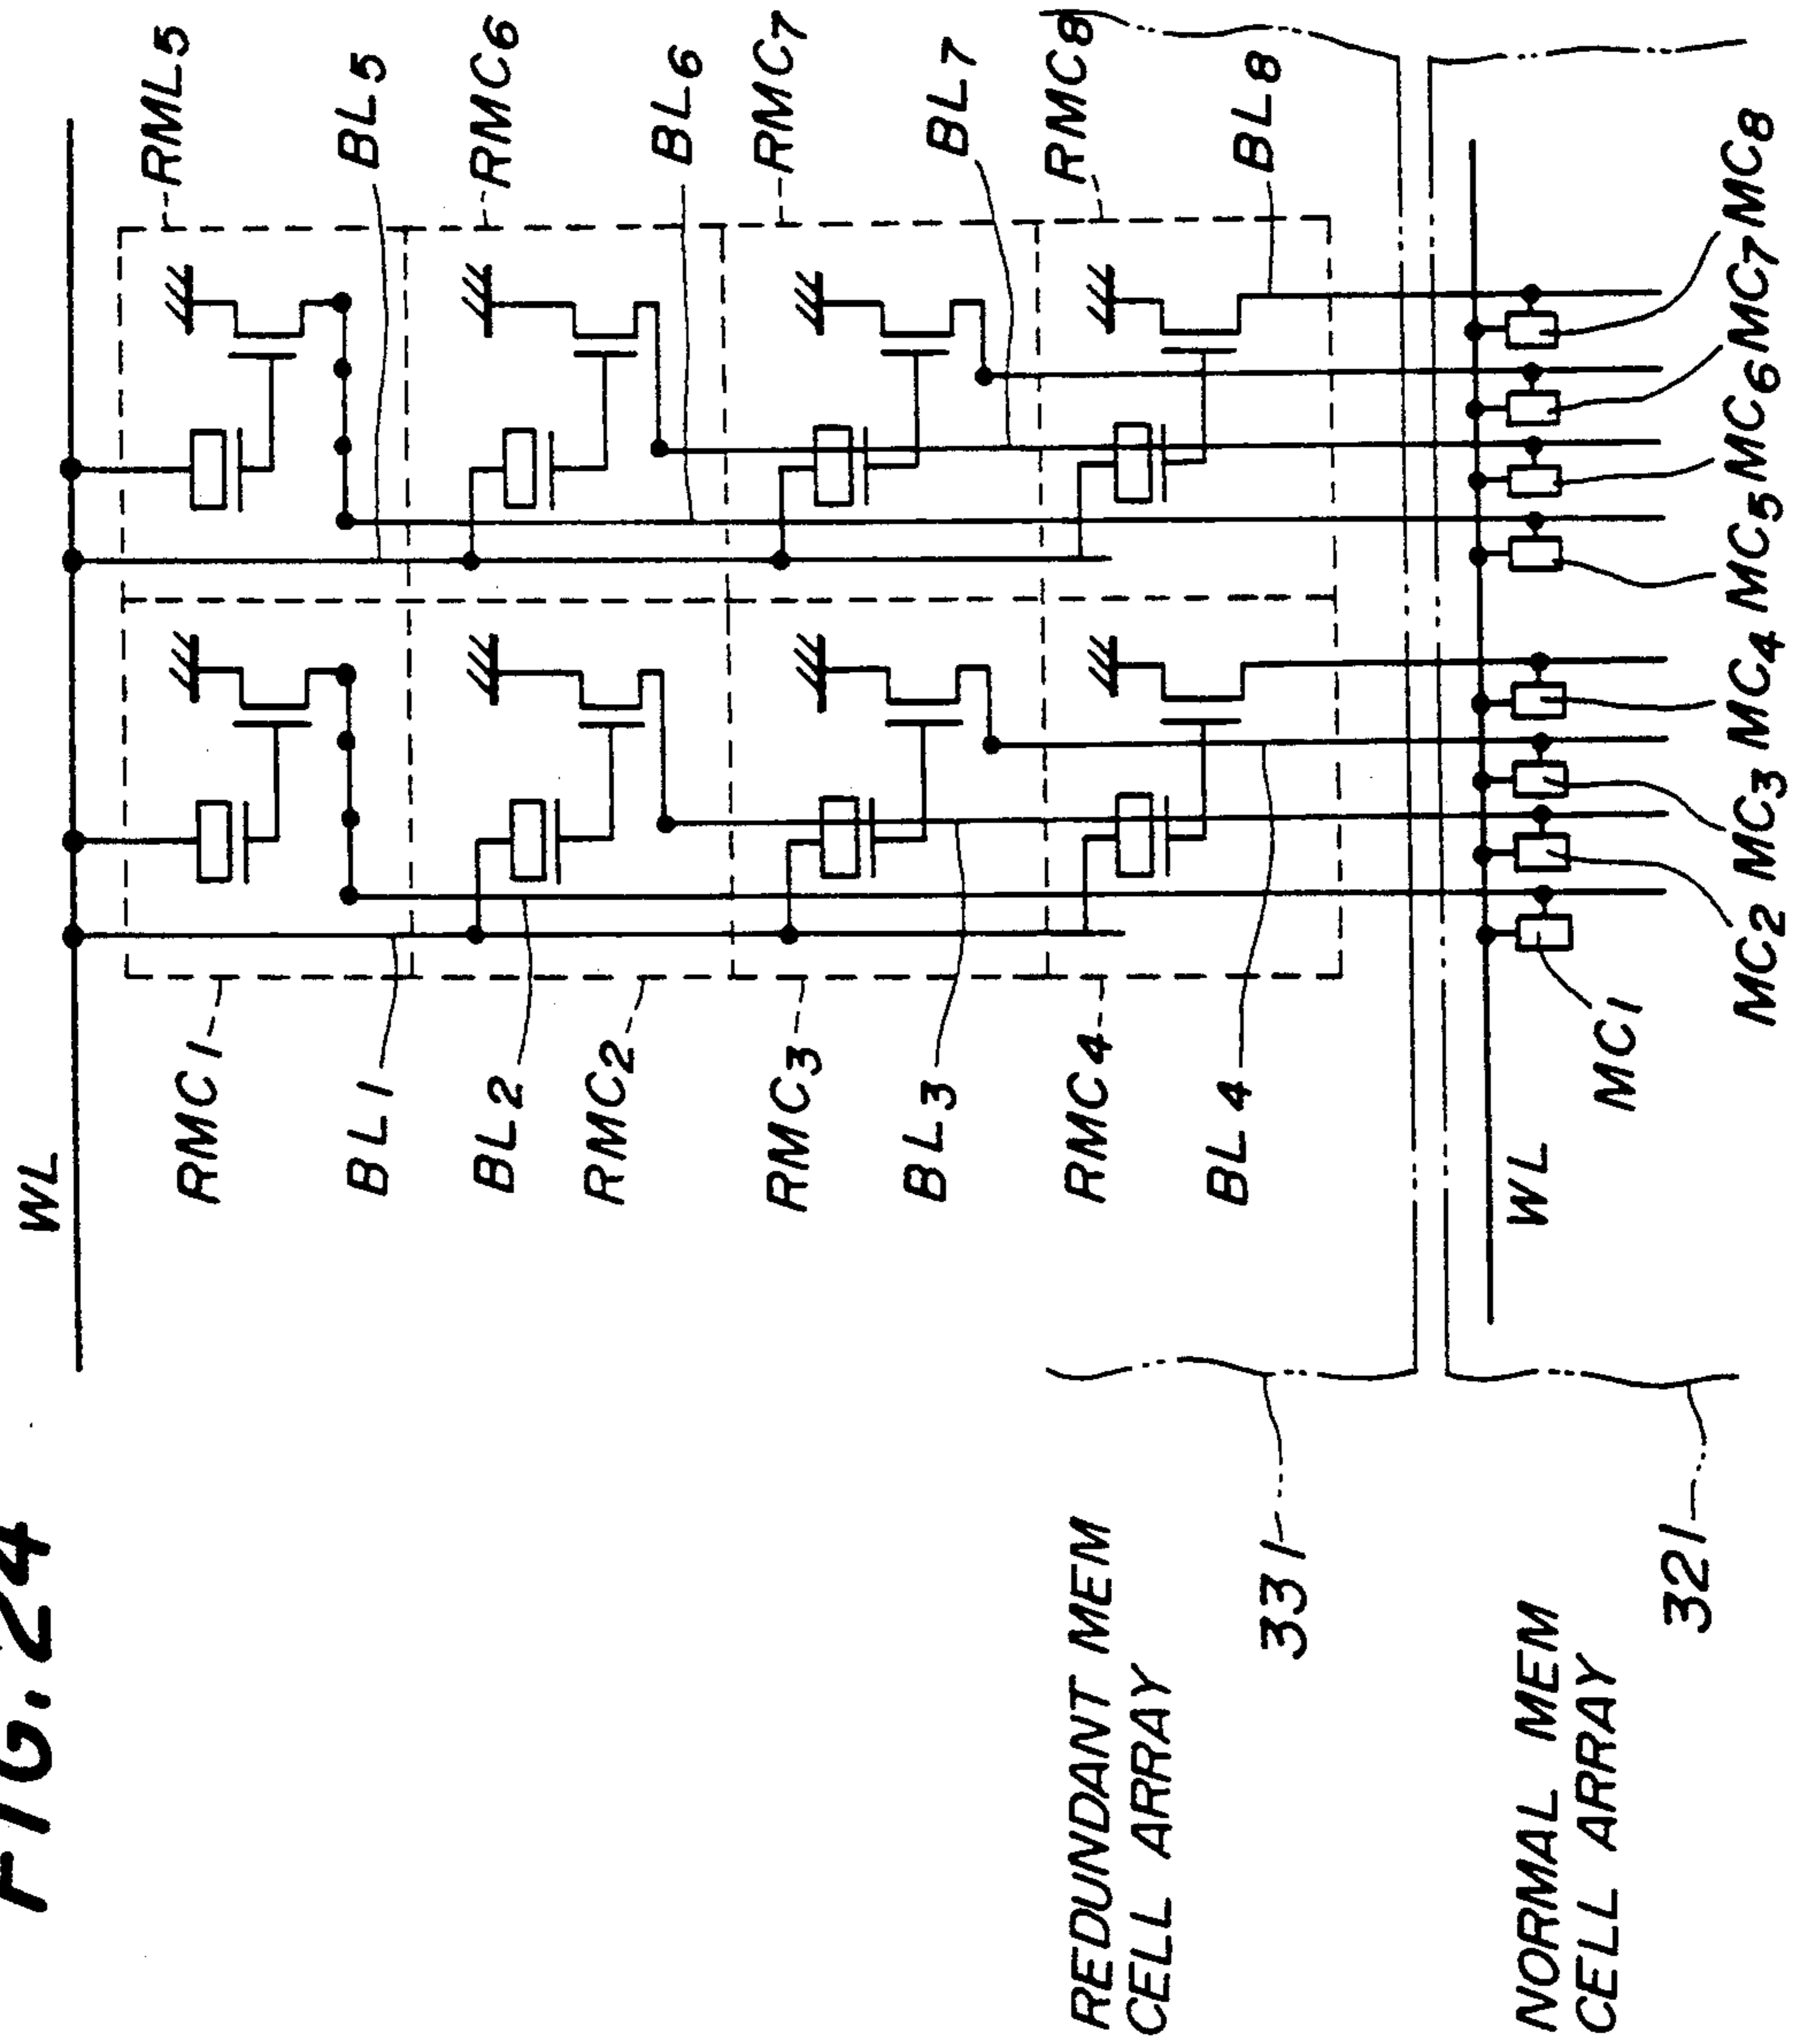 FIG. 24
WL
RMC1
BL1
BL2
RMC2
RMC3
BL3
RMC4
BL4
RML5
BL5
RMC6
BL6
RMC7
BL7
RMC8
BL8
REDUNDANT MEM
CELL ARRAY
331
NORMAL MEM
CELL ARRAY
321
WL
MC1
MC2
MC3
MC4
MC5
MC6
MC7
MC8